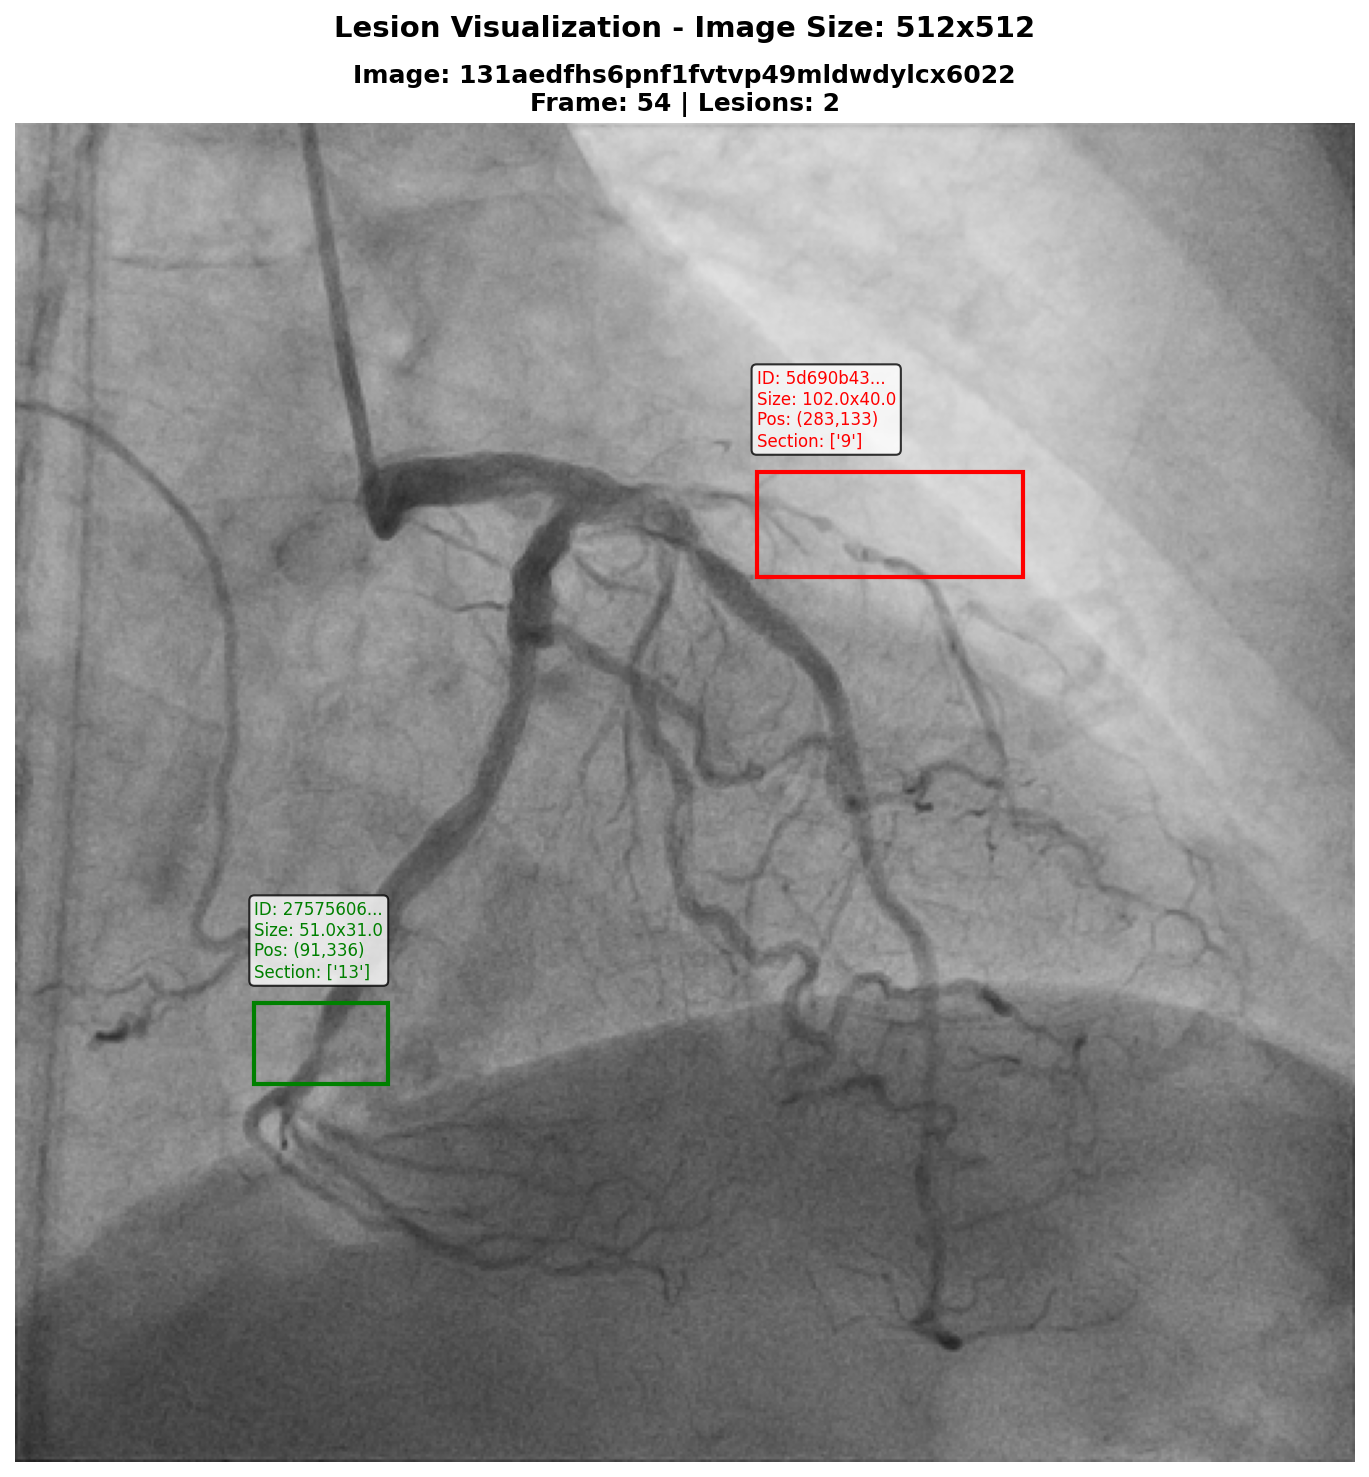 Lesion Visualization - Image Size: 512x512
Image: 131aedfhs6pnf1fvtvp49mldwdylcx6022
Frame: 54 | Lesions: 2
ID: 5d690b43...
Size: 102.0x40.0
Pos: (283,133)
Section: ['9']
ID: 27575606...
Size: 51.0x31.0
Pos: (91,336)
Section: ['13']